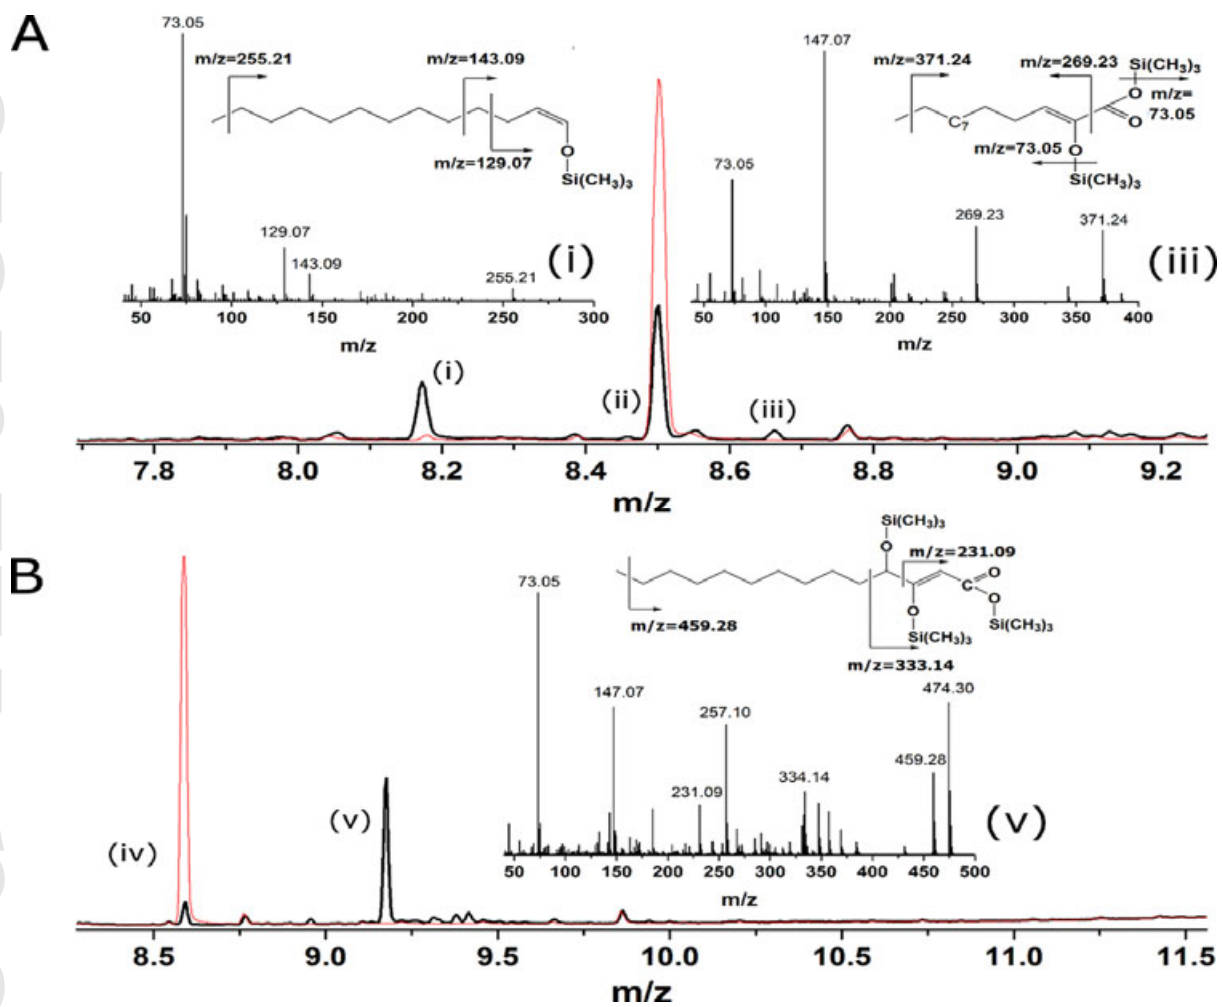 A
73.05
m/z=255.21
m/z=143.09
O
Si(CH3)3
m/z=129.07
129.07
143.09
255.21
(i)
50 100 150 200 250 300
m/z
147.07
m/z=371.24
m/z=269.23
Si(CH3)3
O
m/z=
73.05
O
C7
m/z=73.05
O
Si(CH3)3
73.05
269.23
371.24
(iii)
50 100 150 200 250 300 350 400
m/z
(i)
(ii)
(iii)
7.8 8.0 8.2 8.4 8.6 8.8 9.0 9.2
m/z
B
Si(CH3)3
O
m/z=231.09
O
C
O
Si(CH3)3
O
Si(CH3)3
m/z=459.28
m/z=333.14
73.05
147.07
257.10
474.30
459.28
334.14
231.09
(v)
50 100 150 200 250 300 350 400 450 500
m/z
(iv)
(v)
8.5 9.0 9.5 10.0 10.5 11.0 11.5
m/z